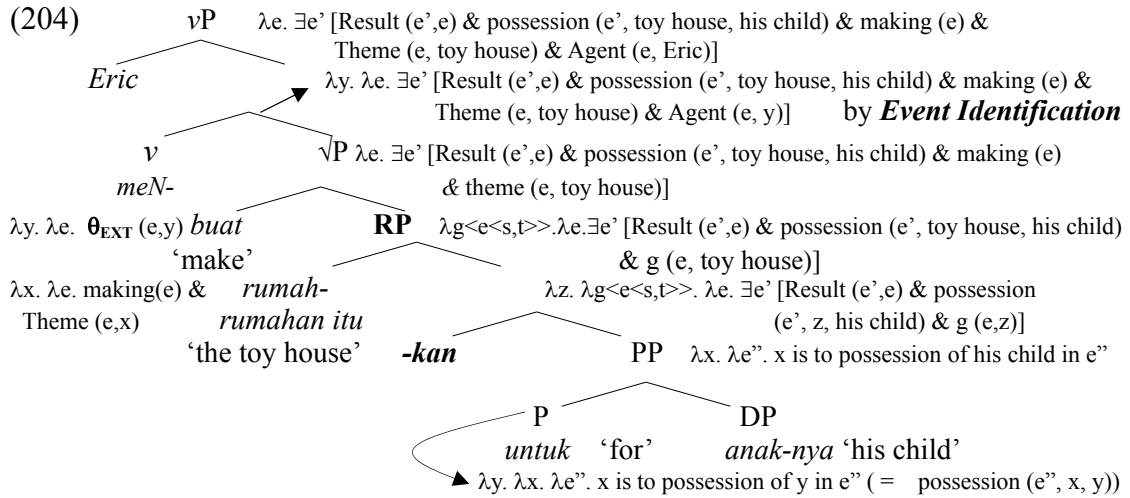 (204) vP λe. ∃e' [Result (e',e) & possession (e', toy house, his child) & making (e) &
Theme (e, toy house) & Agent (e, Eric)]
Eric λy. λe. ∃e' [Result (e',e) & possession (e', toy house, his child) & making (e) &
Theme (e, toy house) & Agent (e, y)] by Event Identification
v √P λe. ∃e' [Result (e',e) & possession (e', toy house, his child) & making (e)
meN- & theme (e, toy house)]
λy. λe. θEXT (e,y) buat RP λg<e<s,t>>.λe.∃e' [Result (e',e) & possession (e', toy house, his child)
'make' & g (e, toy house)]
λx. λe. making(e) & rumah- λz. λg<e<s,t>>. λe. ∃e' [Result (e',e) & possession
Theme (e,x) rumahan itu (e', z, his child) & g (e,z)]
'the toy house' -kan PP λx. λe”. x is to possession of his child in e”
P DP
untuk 'for' anak-nya 'his child'
λy. λx. λe”. x is to possession of y in e” ( = possession (e”, x, y))